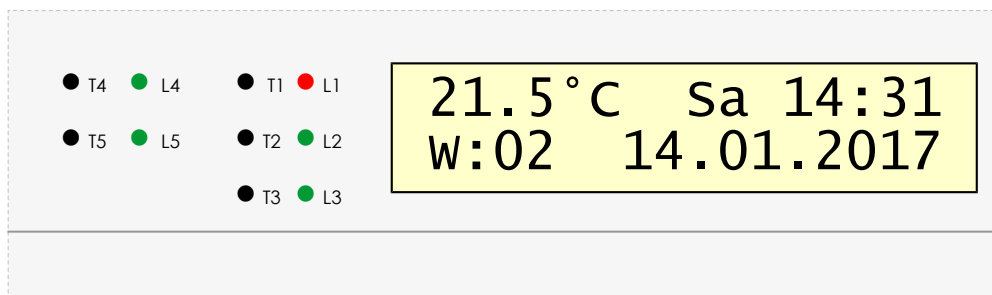 T4 L4 T1 L1
T5 L5 T2 L2
T3 L3
21.5°C Sa 14:31
W:02 14.01.2017